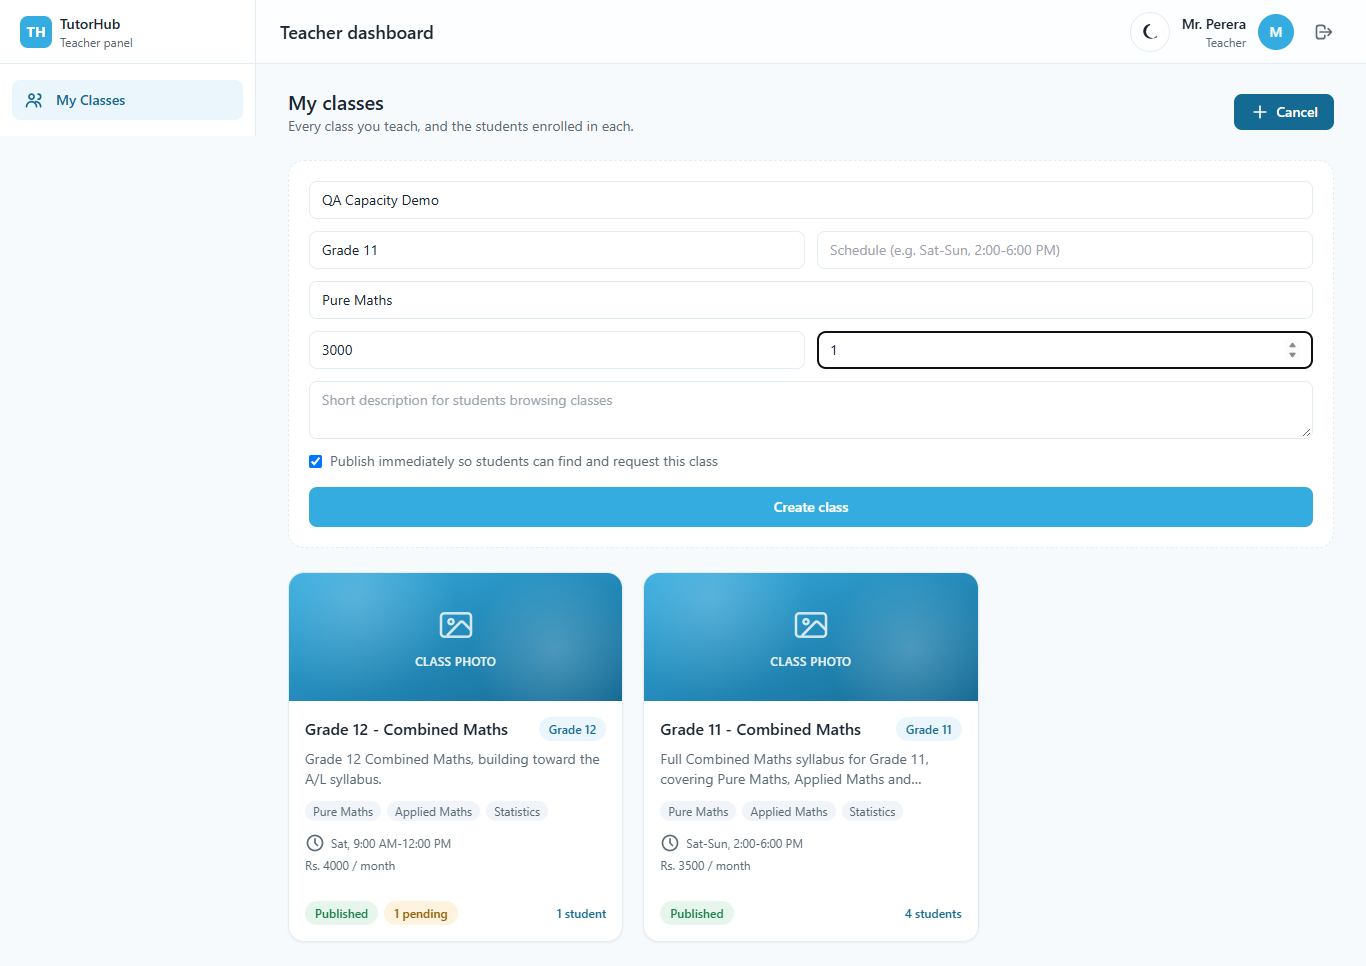 TH
TutorHub
Teacher panel
Teacher dashboard
Mr. Perera
Teacher
M
My Classes
My classes
Every class you teach, and the students enrolled in each.
Cancel
QA Capacity Demo
Grade 11
Schedule (e.g. Sat-Sun, 2:00-6:00 PM)
Pure Maths
3000
1
Short description for students browsing classes
Publish immediately so students can find and request this class
Create class
CLASS PHOTO
Grade 12 - Combined Maths
Grade 12
Grade 12 Combined Maths, building toward the
A/L syllabus.
Pure Maths
Applied Maths
Statistics
Sat, 9:00 AM-12:00 PM
Rs. 4000 / month
Published
1 pending
1 student
CLASS PHOTO
Grade 11 - Combined Maths
Grade 11
Full Combined Maths syllabus for Grade 11,
covering Pure Maths, Applied Maths and...
Pure Maths
Applied Maths
Statistics
Sat-Sun, 2:00-6:00 PM
Rs. 3500 / month
Published
4 students